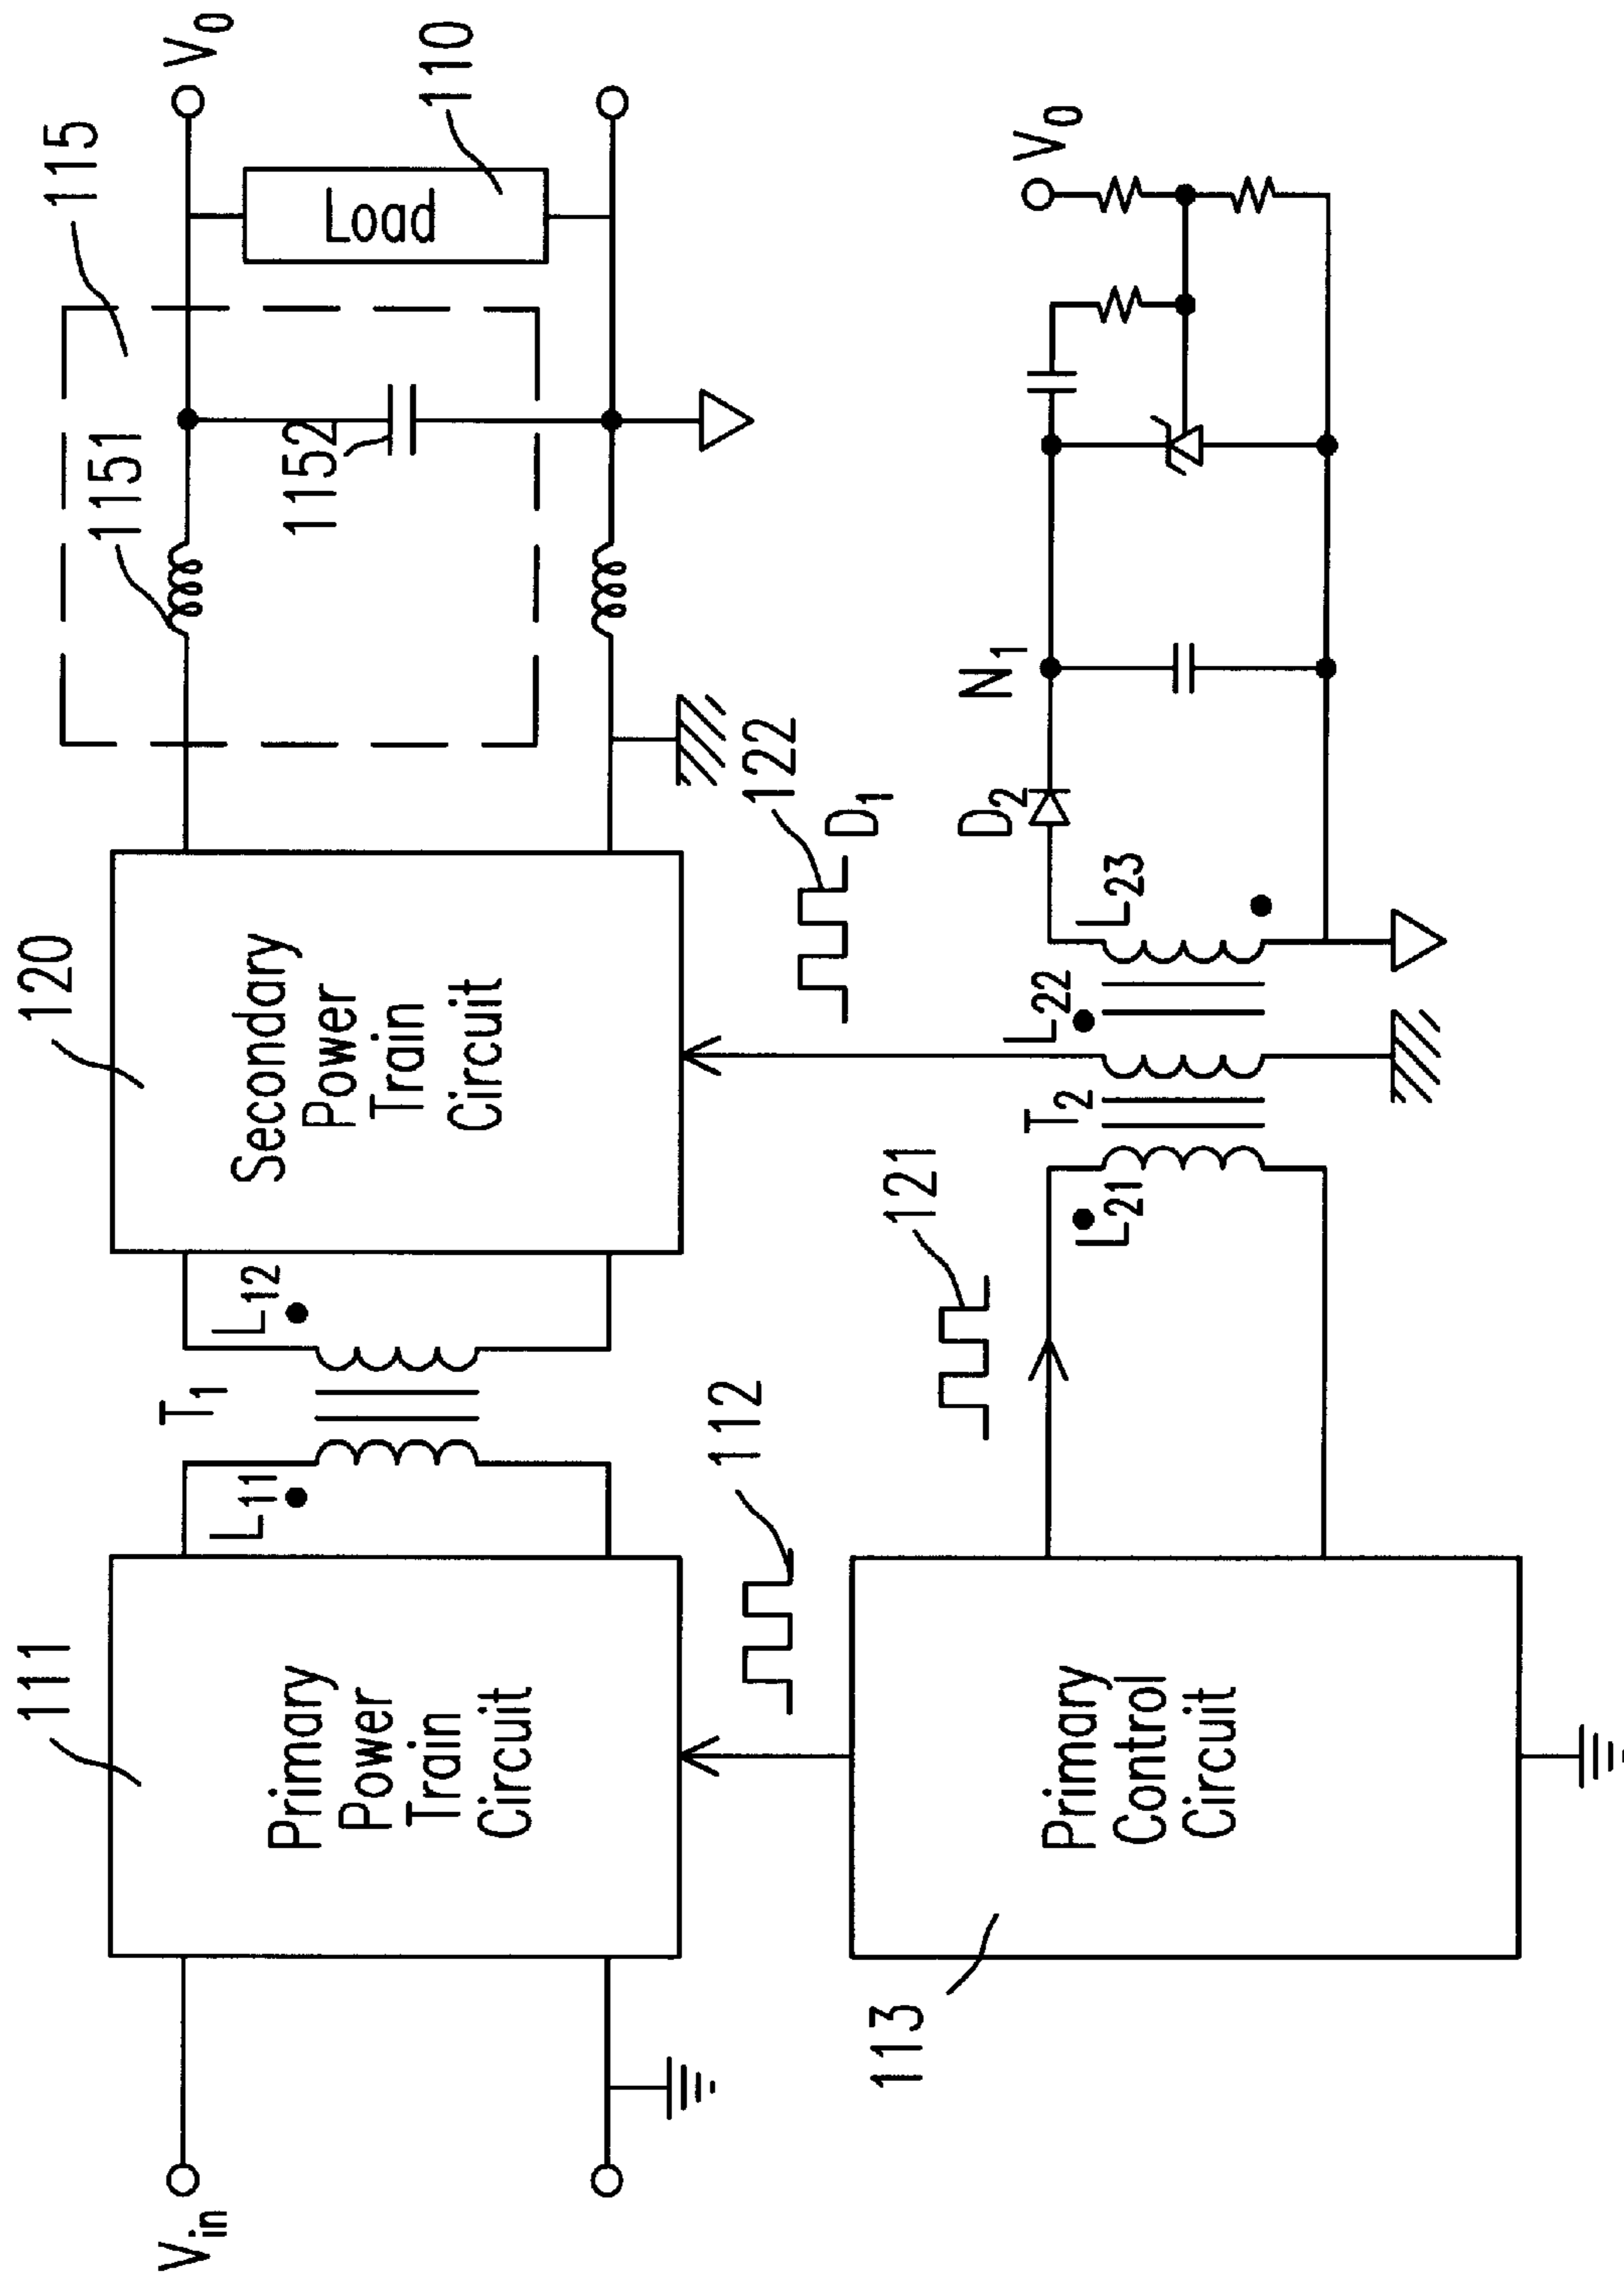 111
Primary
Power
Train
Circuit
T1
L11
L12
120
Secondary
Power
Train
Circuit
115
1151
1152
Load
110
V0
Vin
112
113
Primary
Control
Circuit
121
122
D1
T2
L21
L22
L23
D2
N1
V0